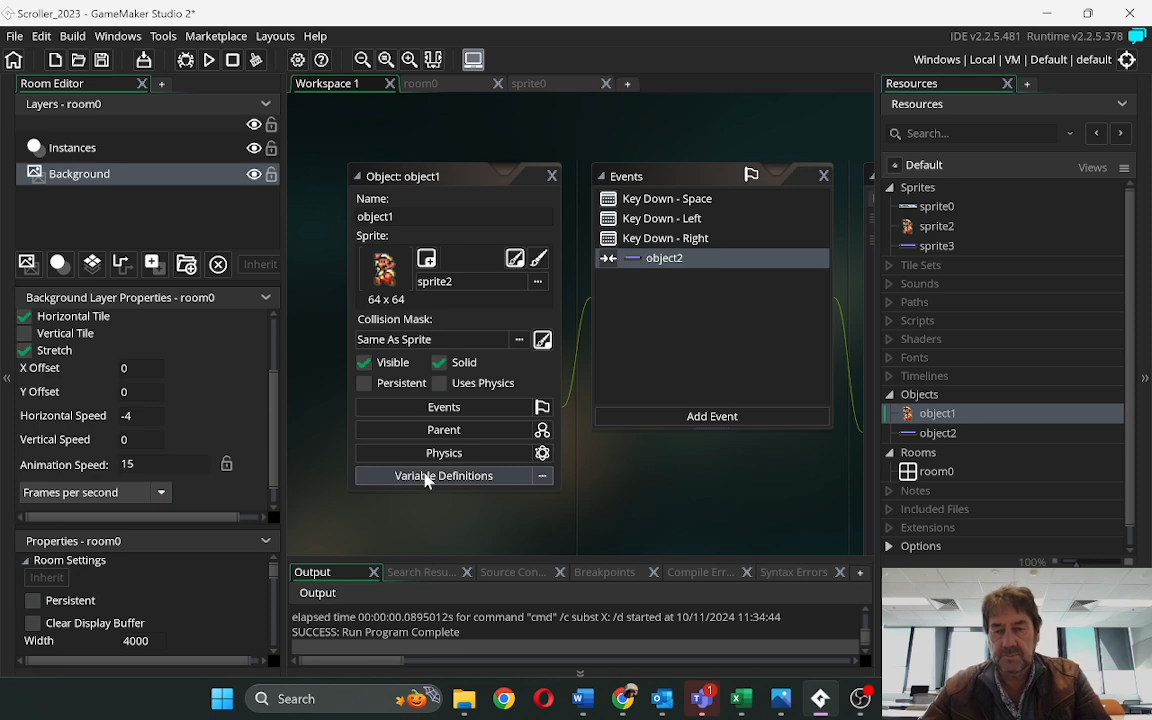 Scroller_2023 - GameMaker Studio 2*
File Edit Build Windows Tools Marketplace Layouts Help
IDE v2.2.5.481 Runtime v2.2.5.378
Windows | Local | VM | Default | default
Room Editor
Layers - room0
Instances
Background
Inherit
Background Layer Properties - room0
Horizontal Tile
Vertical Tile
Stretch
X Offset 0
Y Offset 0
Horizontal Speed -4
Vertical Speed 0
Animation Speed: 15
Frames per second
Properties - room0
Room Settings
Inherit
Persistent
Clear Display Buffer
Width 4000
Workspace 1 room0 sprite0
Object: object1
Name:
object1
Sprite:
sprite2
64 x 64
Collision Mask:
Same As Sprite
Visible Solid
Persistent Uses Physics
Events
Parent
Physics
Variable Definitions
Events
Key Down - Space
Key Down - Left
Key Down - Right
object2
Add Event
Output Search Resu... Source Con... Breakpoints Compile Err... Syntax Errors
Output
elapsed time 00:00:00.0895012s for command "cmd" /c subst X: /d started at 10/11/2024 11:34:44
SUCCESS: Run Program Complete
Resources
Resources
Search...
Default Views
Sprites
sprite0
sprite2
sprite3
Tile Sets
Sounds
Paths
Scripts
Shaders
Fonts
Timelines
Objects
object1
object2
Rooms
room0
Notes
Included Files
Extensions
Options
100%
Search
1